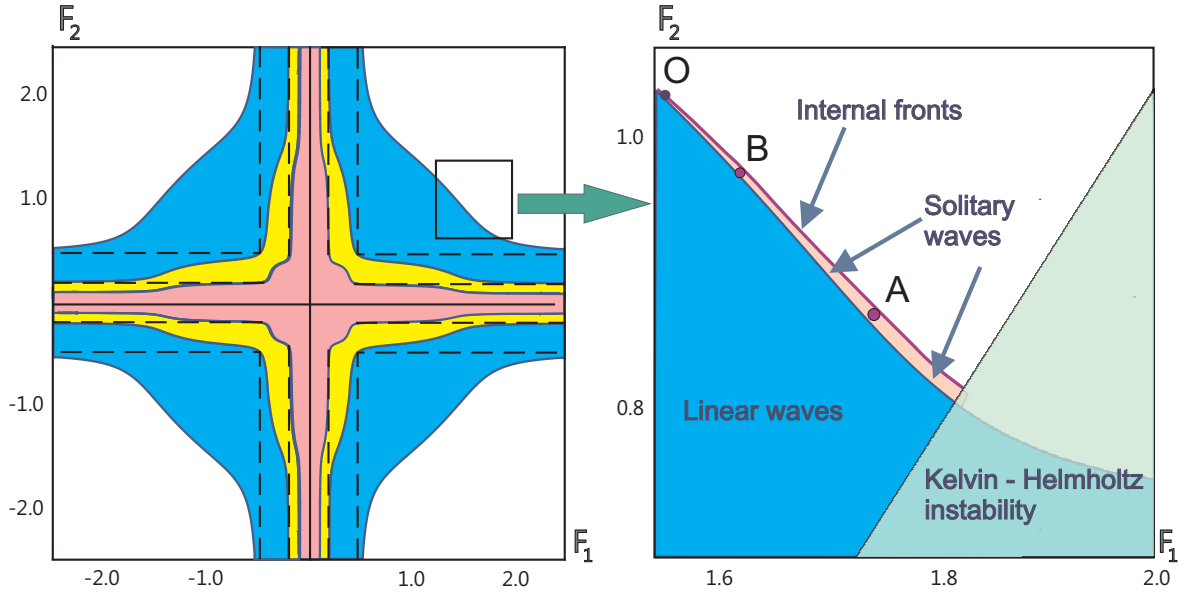 F2
2.0
1.0
-1.0
-2.0
-2.0
-1.0
1.0
2.0
F1
F2
O
Internal fronts
1.0
B
Solitary
waves
A
0.8
Linear waves
Kelvin - Helmholtz
instability
F1
1.6
1.8
2.0